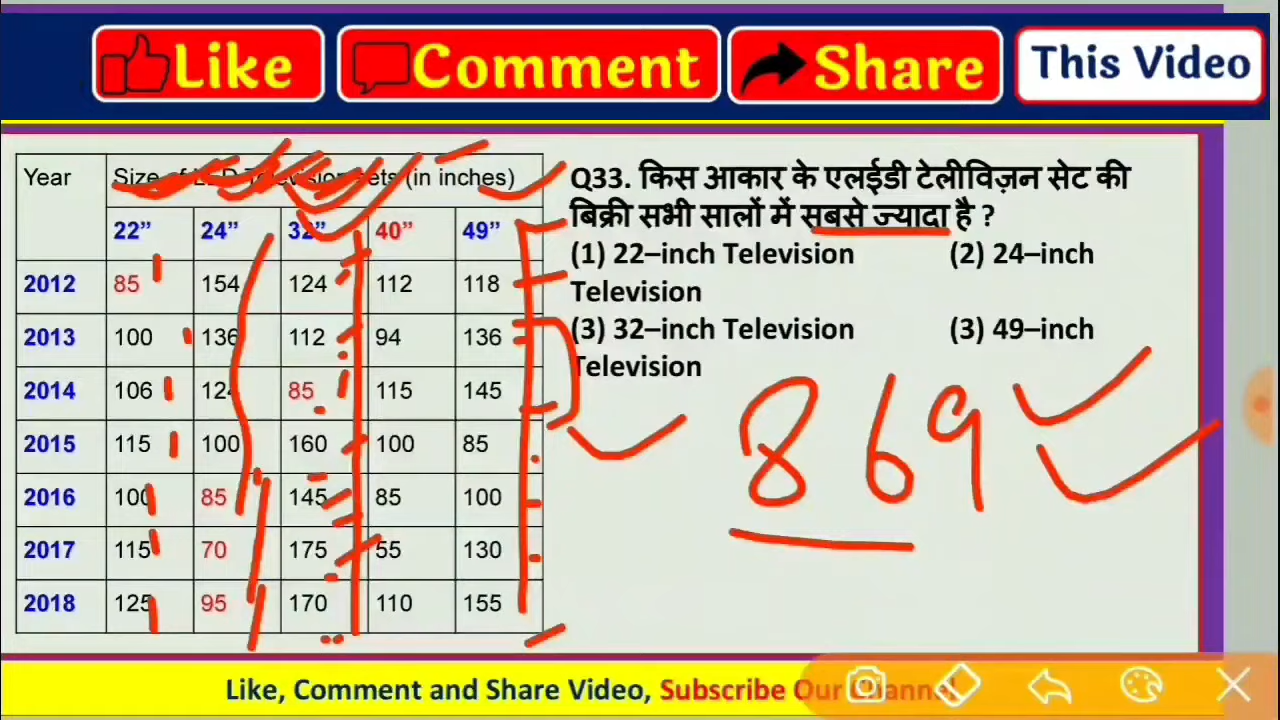 Like Comment Share This Video
Year Size of LED Television sets (in inches)
22” 24” 32” 40” 49”
2012 85 154 124 112 118
2013 100 136 112 94 136
2014 106 124 85 115 145
2015 115 100 160 100 85
2016 100 85 145 85 100
2017 115 70 175 55 130
2018 125 95 170 110 155
Q33. किस आकार के एलईडी टेलीविज़न सेट की
बिक्री सभी सालों में सबसे ज्यादा है ?
(1) 22–inch Television (2) 24–inch
Television
(3) 32–inch Television (3) 49–inch
Television
869
Like, Comment and Share Video, Subscribe Our Channel